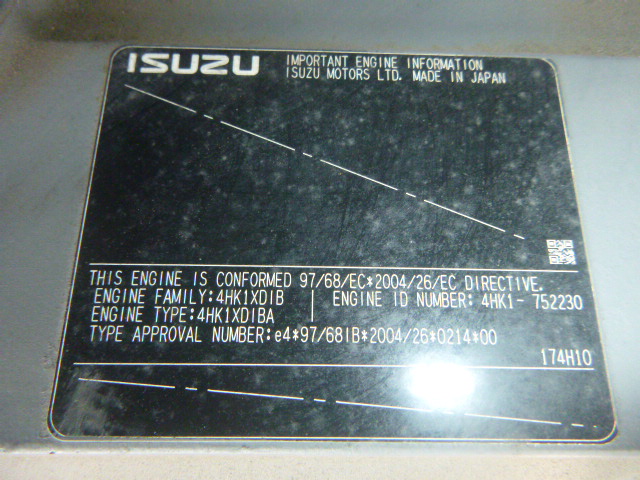 ISUZU
IMPORTANT ENGINE INFORMATION
ISUZU MOTORS LTD. MADE IN JAPAN
THIS ENGINE IS CONFORMED 97/68/EC*2004/26/EC DIRECTIVE.
ENGINE FAMILY:4HK1XDIB
ENGINE ID NUMBER: 4HK1- 752230
ENGINE TYPE:4HK1XDIBA
TYPE APPROVAL NUMBER:e4*97/68IB*2004/26*0214*00
174H10